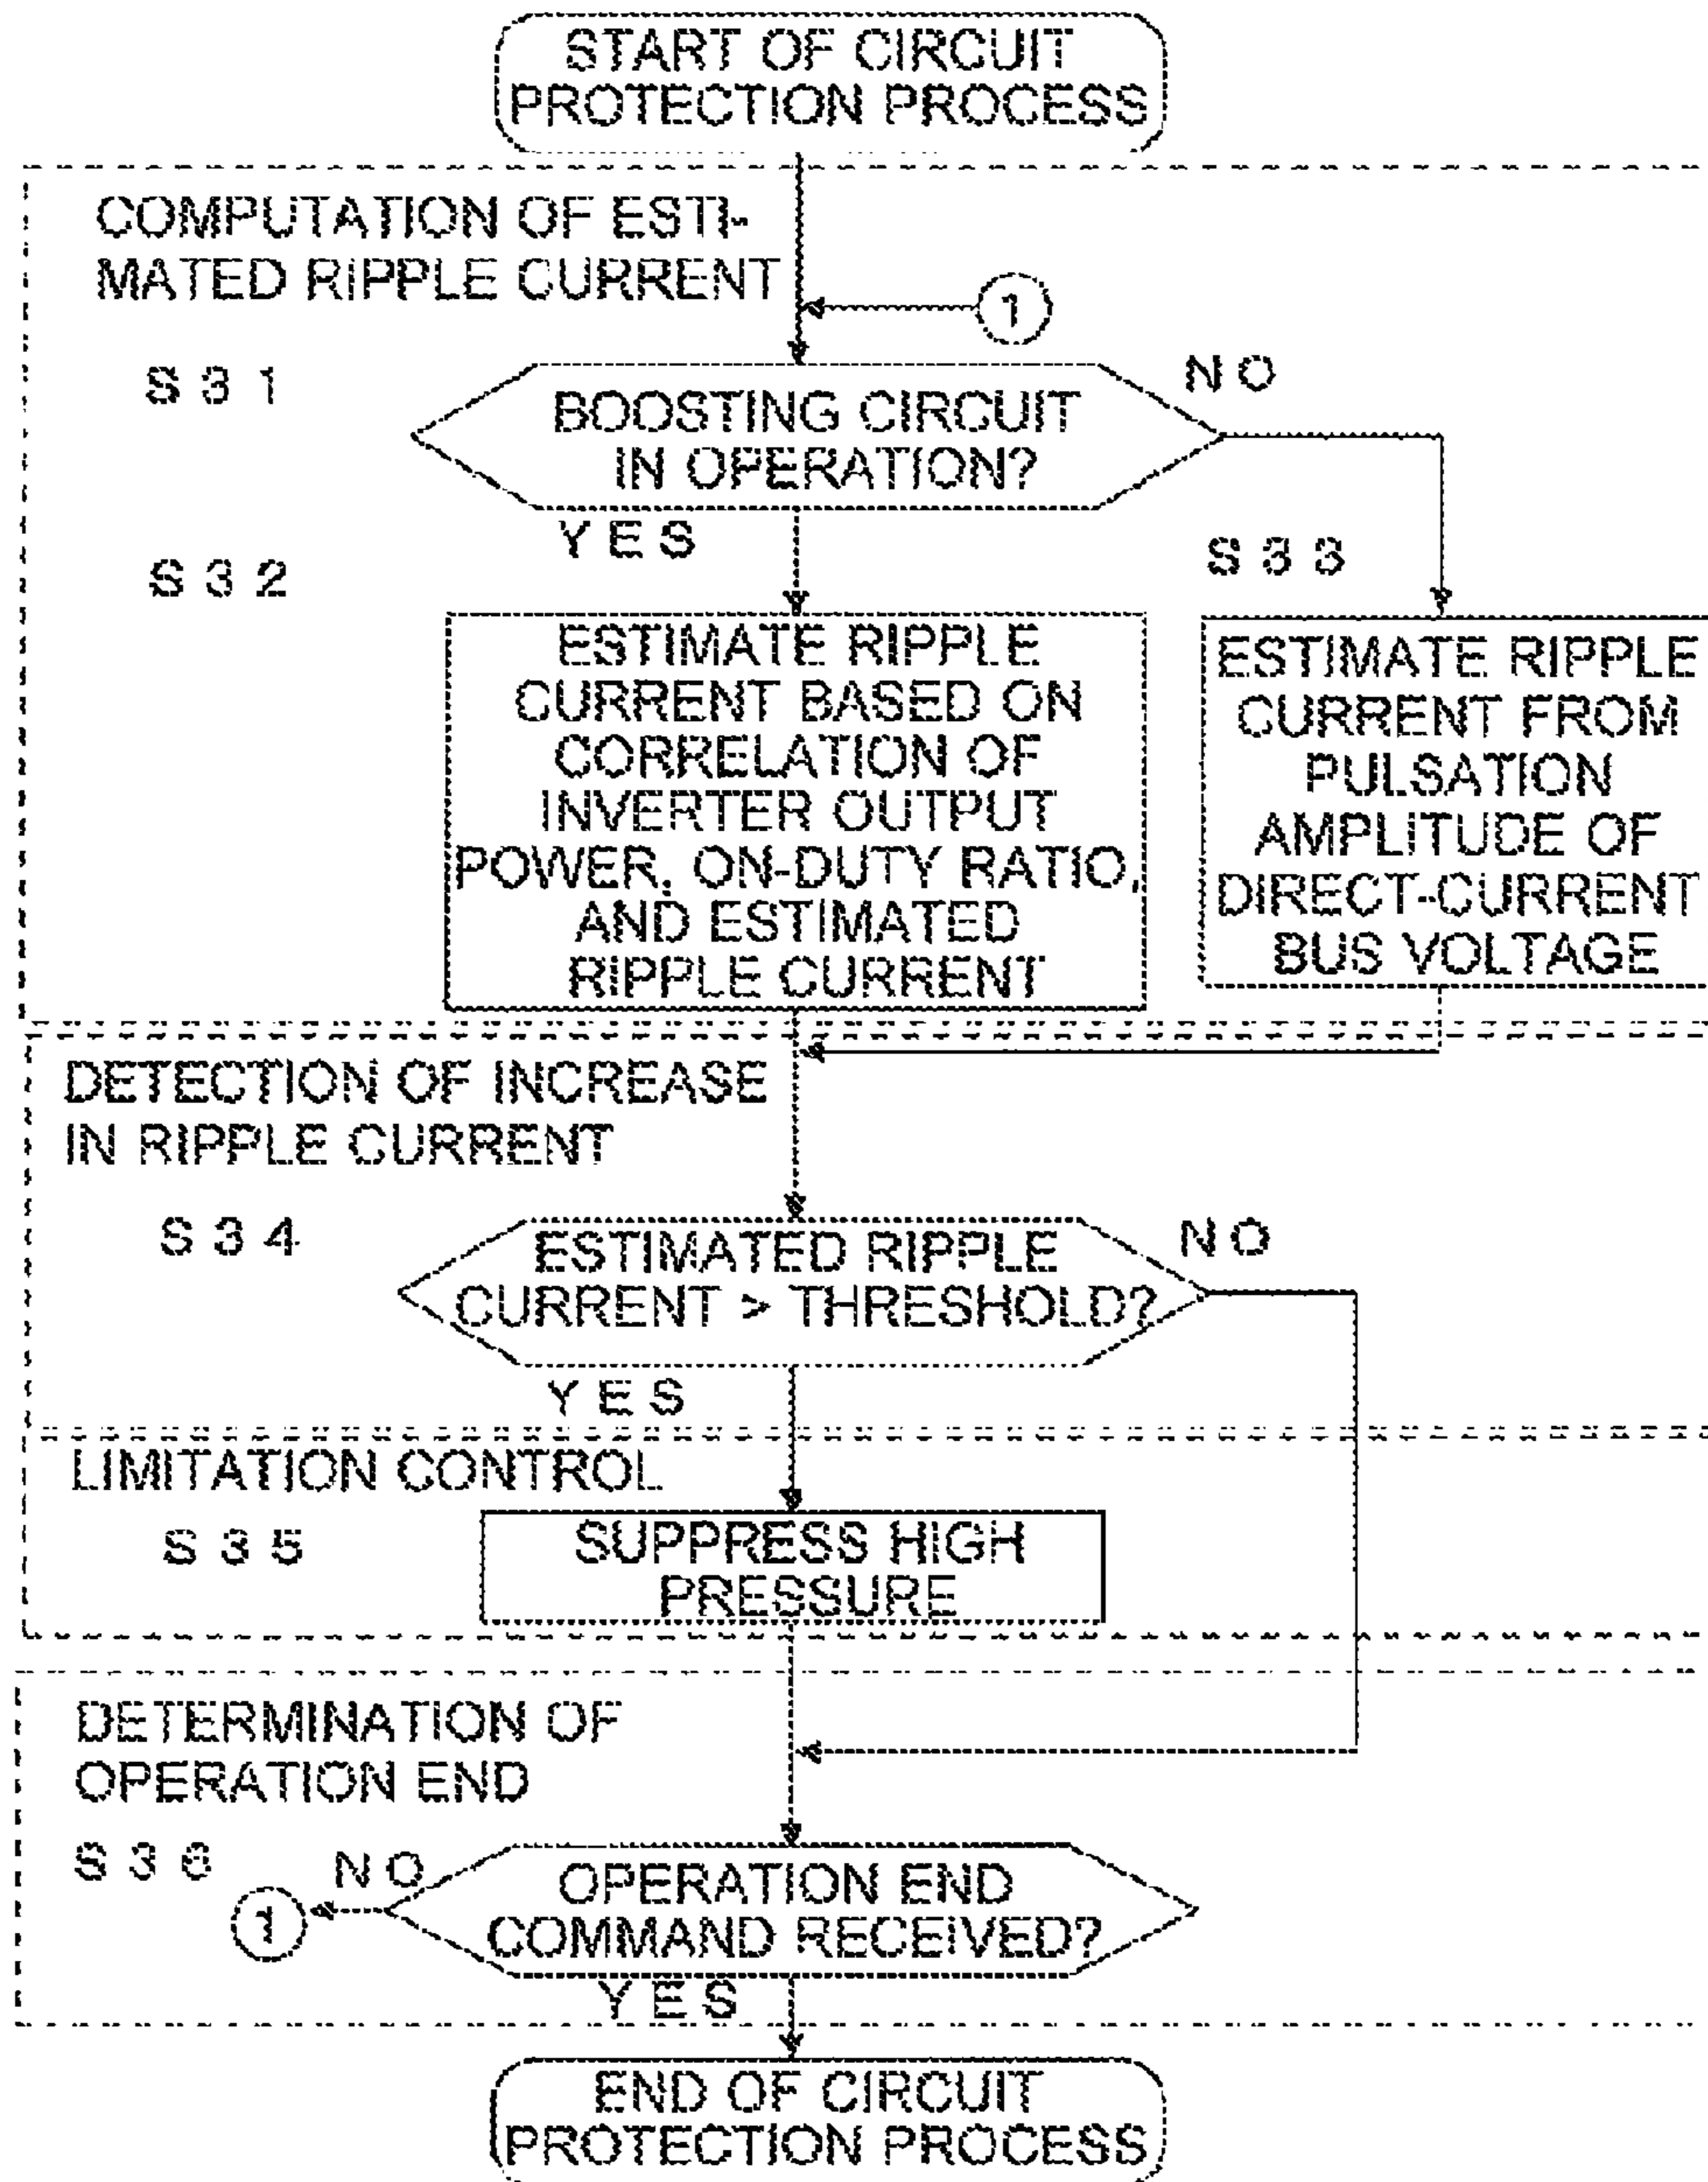 START OF CIRCUIT
PROTECTION PROCESS
COMPUTATION OF ESTI-
MATED RIPPLE CURRENT
1
S31
BOOSTING CIRCUIT
IN OPERATION?
NO
YES
S32
ESTIMATE RIPPLE
CURRENT BASED ON
CORRELATION OF
INVERTER OUTPUT
POWER, ON-DUTY RATIO,
AND ESTIMATED
RIPPLE CURRENT
S33
ESTIMATE RIPPLE
CURRENT FROM
PULSATION
AMPLITUDE OF
DIRECT-CURRENT
BUS VOLTAGE
DETECTION OF INCREASE
IN RIPPLE CURRENT
S34
ESTIMATED RIPPLE
CURRENT > THRESHOLD?
NO
YES
LIMITATION CONTROL
S35
SUPPRESS HIGH
PRESSURE
DETERMINATION OF
OPERATION END
S36
NO
1
OPERATION END
COMMAND RECEIVED?
YES
END OF CIRCUIT
PROTECTION PROCESS